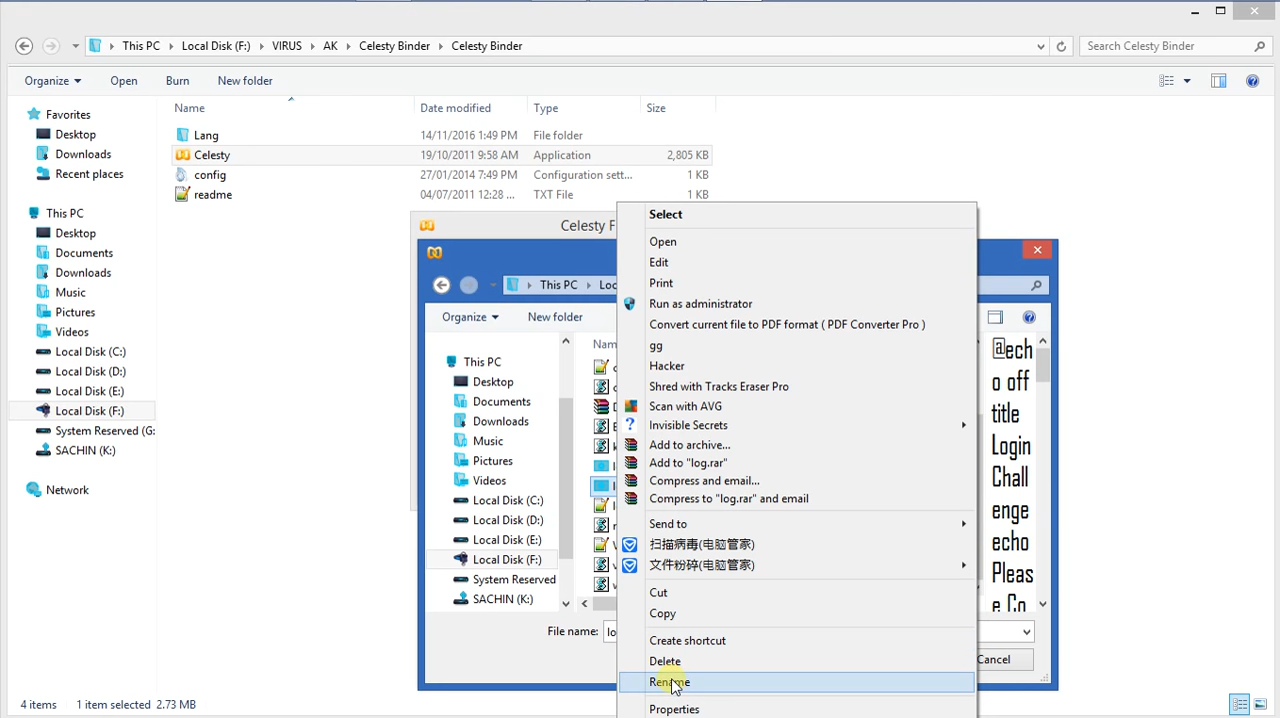 This PC Local Disk (F:) VIRUS AK Celesty Binder Celesty Binder Search Celesty Binder
Organize Open Burn New folder
Name Date modified Type Size
Favorites
Desktop
Downloads
Recent places
This PC
Desktop
Documents
Downloads
Music
Pictures
Videos
Local Disk (C:)
Local Disk (D:)
Local Disk (E:)
Local Disk (F:)
System Reserved (G:
SACHIN (K:)
Network
Lang 14/11/2016 1:49 PM File folder
Celesty 19/10/2011 9:58 AM Application 2,805 KB
config 27/01/2014 7:49 PM Configuration sett... 1 KB
readme 04/07/2011 12:28 ... TXT File 1 KB
Celesty F
This PC Loc
Organize New folder
Nam
This PC
Desktop
Documents
Downloads
Music
Pictures
Videos
Local Disk (C:)
Local Disk (D:)
Local Disk (E:)
Local Disk (F:)
System Reserved
SACHIN (K:)
File name: lo
Cancel
Select
Open
Edit
Print
Run as administrator
Convert current file to PDF format ( PDF Converter Pro )
gg
Hacker
Shred with Tracks Eraser Pro
Scan with AVG
Invisible Secrets
Add to archive...
Add to "log.rar"
Compress and email...
Compress to "log.rar" and email
Send to
扫描病毒(电脑管家)
文件粉碎(电脑管家)
Cut
Copy
Create shortcut
Delete
Rename
Properties
@ech
o off
title
Login
Chall
enge
echo
Pleas
e Co
4 items 1 item selected 2.73 MB